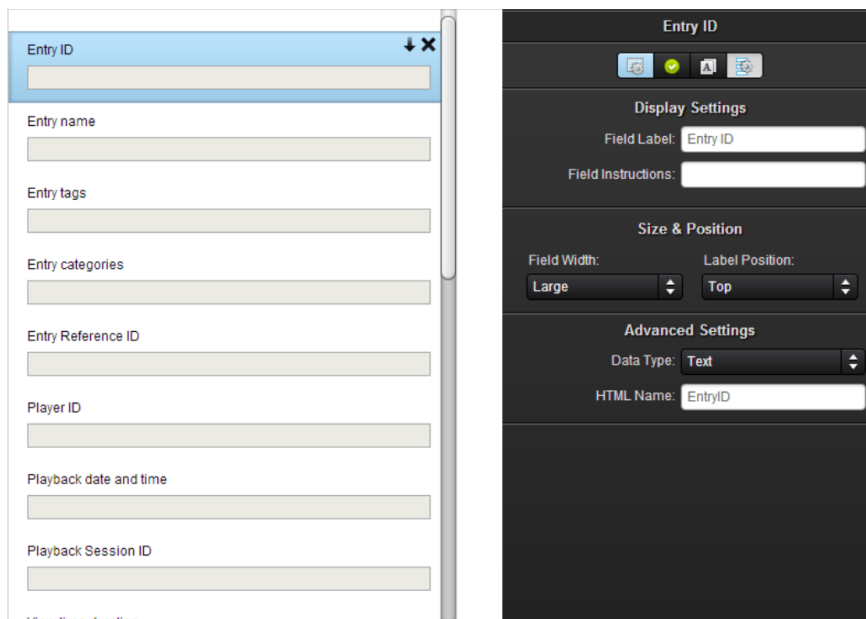 Entry ID
Entry name
Entry tags
Entry categories
Entry Reference ID
Player ID
Playback date and time
Playback Session ID
Entry ID
A
Display Settings
Field Label: Entry ID
Field Instructions:
Size & Position
Field Width: Label Position:
Large Top
Advanced Settings
Data Type: Text
HTML Name: EntryID